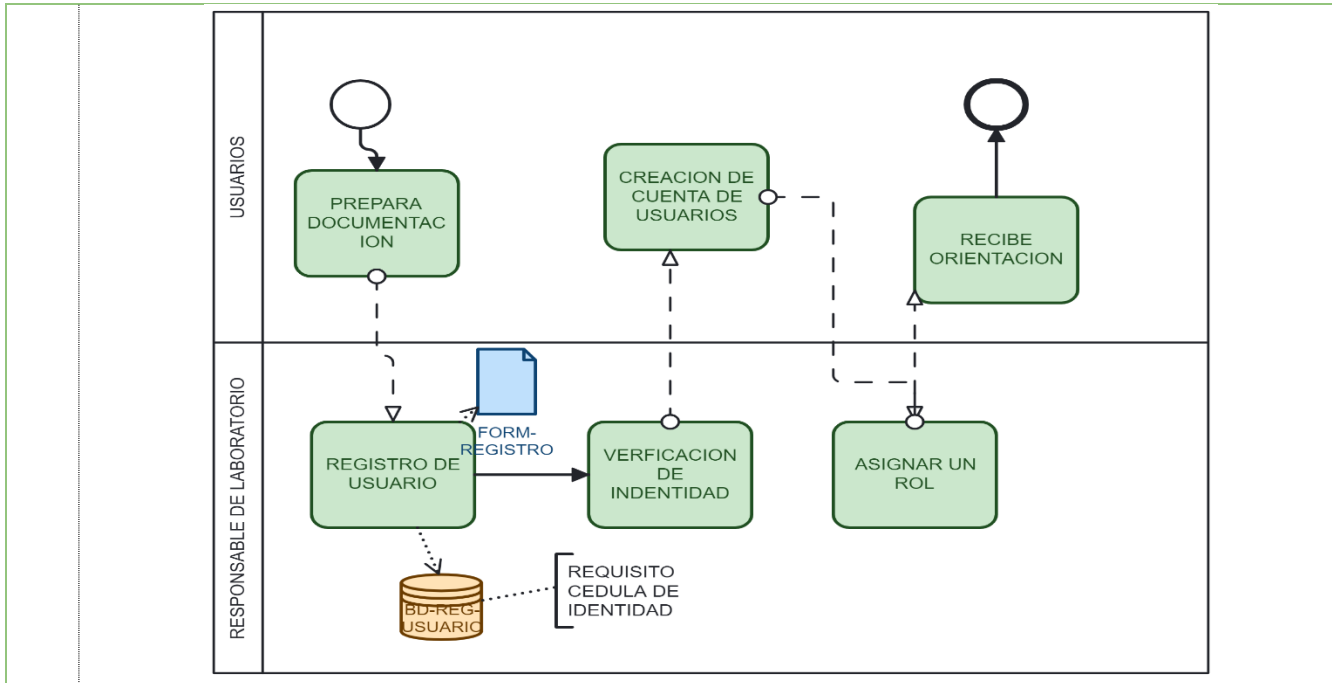 USUARIOS
PREPARA
DOCUMENTAC
ION
CREACION DE
CUENTA DE
USUARIOS
RECIBE
ORIENTACION
RESPONSABLE DE LABORATORIO
REGISTRO DE
USUARIO
FORM-
REGISTRO
VERFICACION
DE
INDENTIDAD
ASIGNAR UN
ROL
BD-REG-
USUARIO
REQUISITO
CEDULA DE
IDENTIDAD